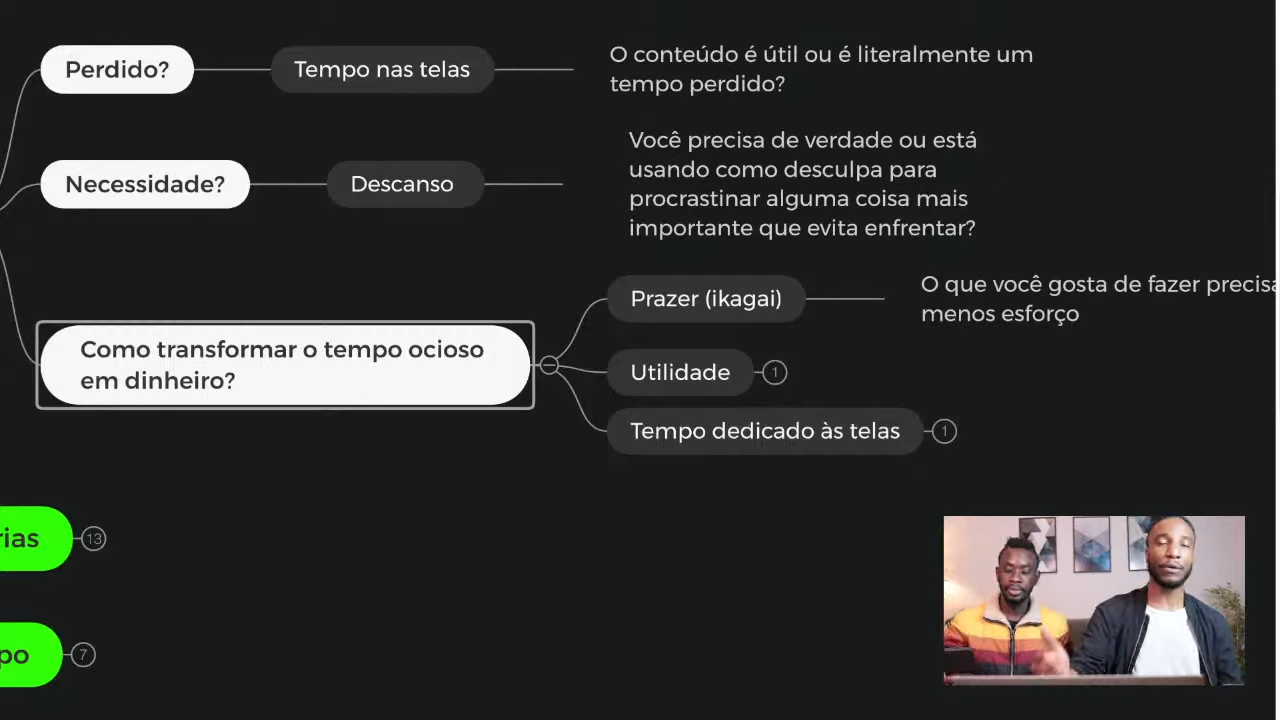 Perdido?
Tempo nas telas
O conteúdo é útil ou é literalmente um
tempo perdido?
Necessidade?
Descanso
Você precisa de verdade ou está
usando como desculpa para
procrastinar alguma coisa mais
importante que evita enfrentar?
Como transformar o tempo ocioso
em dinheiro?
Prazer (ikagai)
O que você gosta de fazer precisa
menos esforço
Utilidade
1
Tempo dedicado às telas
1
rias
13
po
7